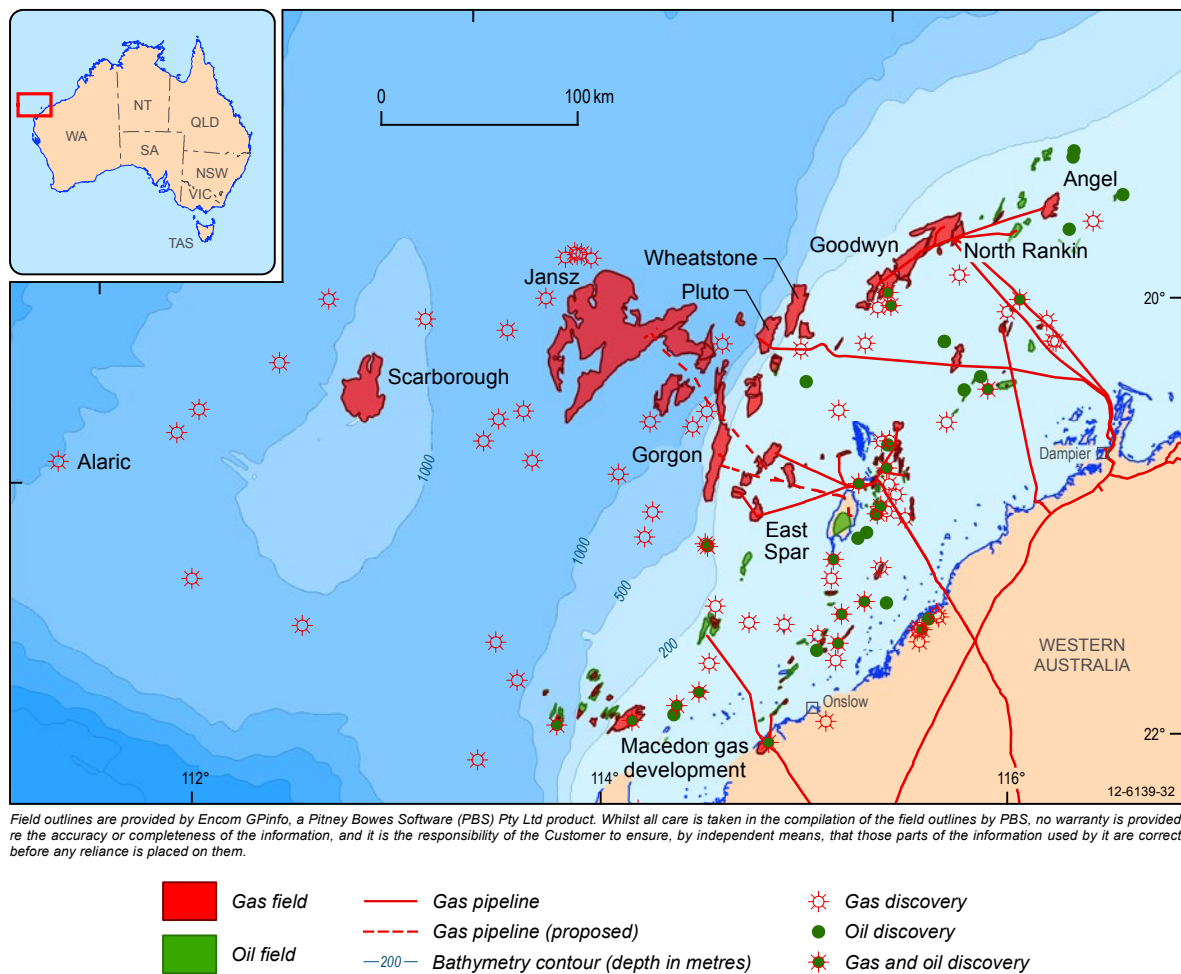 NT
QLD
WA
SA
NSW
VIC
TAS
0
100 km
Angel
Goodwyn
North Rankin
Wheatstone
Jansz
Pluto
20°
Scarborough
1000
Alaric
Gorgon
Dampier
East
Spar
1000
500
200
WESTERN
AUSTRALIA
Onslow
Macedon gas
development
22°
112°
114°
116°
12-6139-32
Field outlines are provided by Encom GPinfo, a Pitney Bowes Software (PBS) Pty Ltd product. Whilst all care is taken in the compilation of the field outlines by PBS, no warranty is provided
re the accuracy or completeness of the information, and it is the responsibility of the Customer to ensure, by independent means, that those parts of the information used by it are correct
before any reliance is placed on them.
Gas field
Gas pipeline
Gas discovery
Gas pipeline (proposed)
Oil discovery
Oil field
200
Bathymetry contour (depth in metres)
Gas and oil discovery